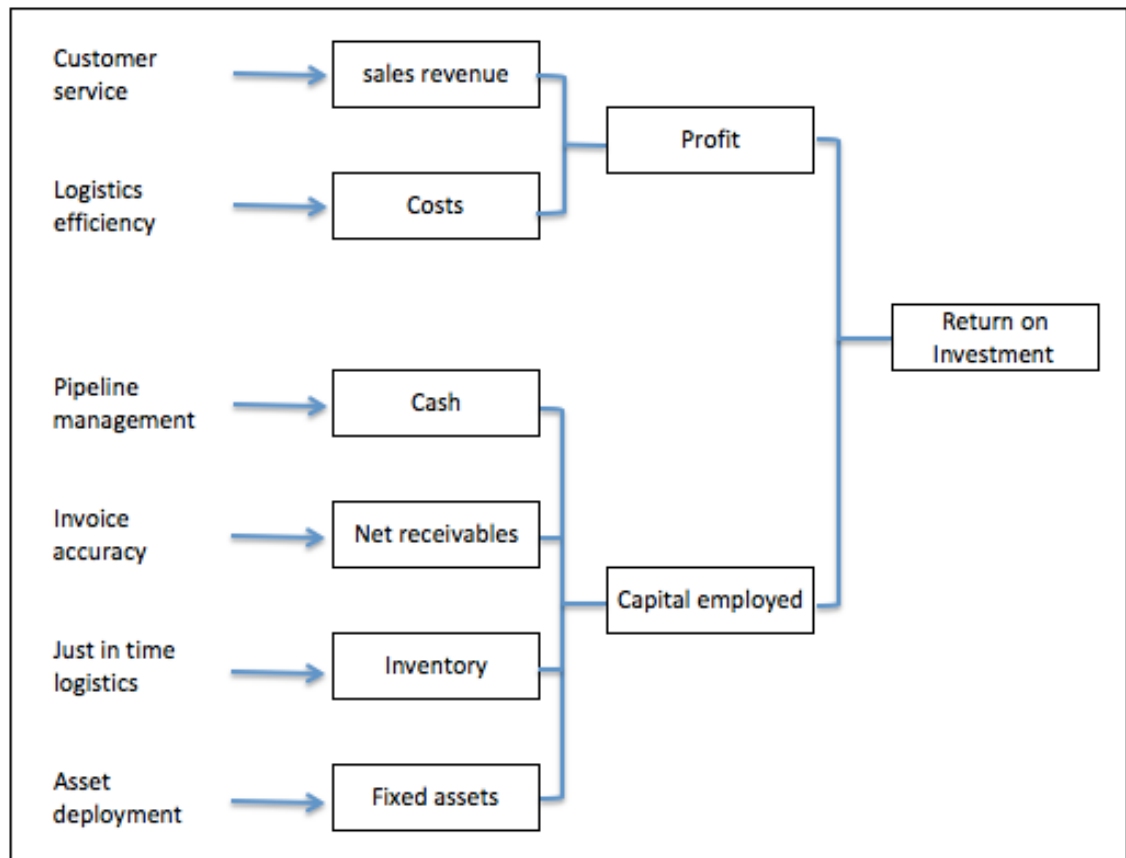 Customer
service
sales revenue
Profit
Logistics
efficiency
Costs
Return on
Investment
Pipeline
management
Cash
Invoice
accuracy
Net receivables
Capital employed
Just in time
logistics
Inventory
Asset
deployment
Fixed assets